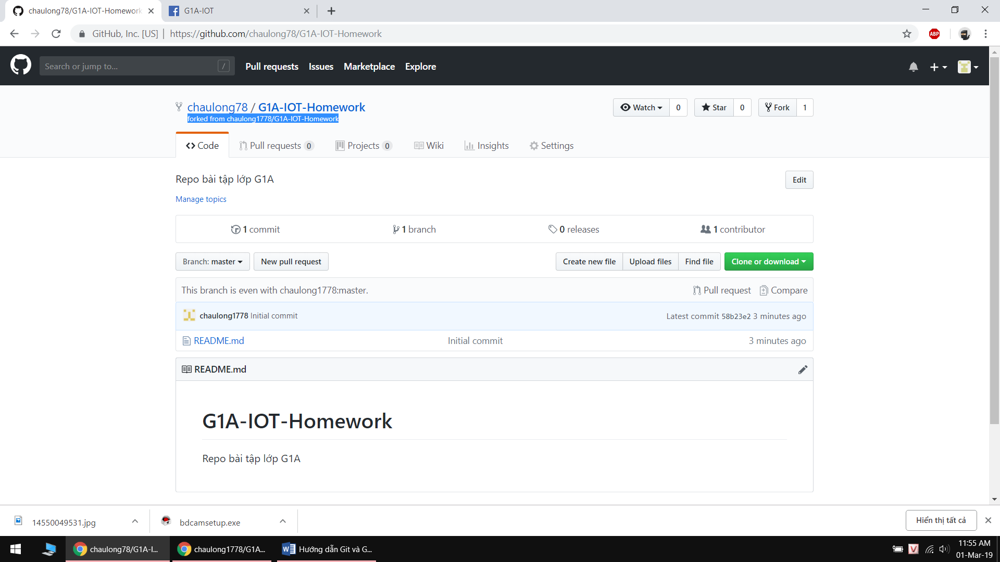 chaulong78/G1A-IOT-Homework
G1A-IOT
GitHub, Inc. [US] | https://github.com/chaulong78/G1A-IOT-Homework
ABP
Search or jump to... /
Pull requests Issues Marketplace Explore
chaulong78 / G1A-IOT-Homework
forked from chaulong1778/G1A-IOT-Homework
Watch 0 Star 0 Fork 1
Code Pull requests 0 Projects 0 Wiki Insights Settings
Repo bài tập lớp G1A
Edit
Manage topics
1 commit 1 branch 0 releases 1 contributor
Branch: master New pull request Create new file Upload files Find file Clone or download
This branch is even with chaulong1778:master. Pull request Compare
chaulong1778 Initial commit Latest commit 58b23e2 3 minutes ago
README.md Initial commit 3 minutes ago
README.md
G1A-IOT-Homework
Repo bài tập lớp G1A
14550049531.jpg bdcamsetup.exe Hiển thị tất cả
chaulong78/G1A-I... chaulong1778/G1A... Hướng dẫn Git và G... V 11:55 AM
01-Mar-19